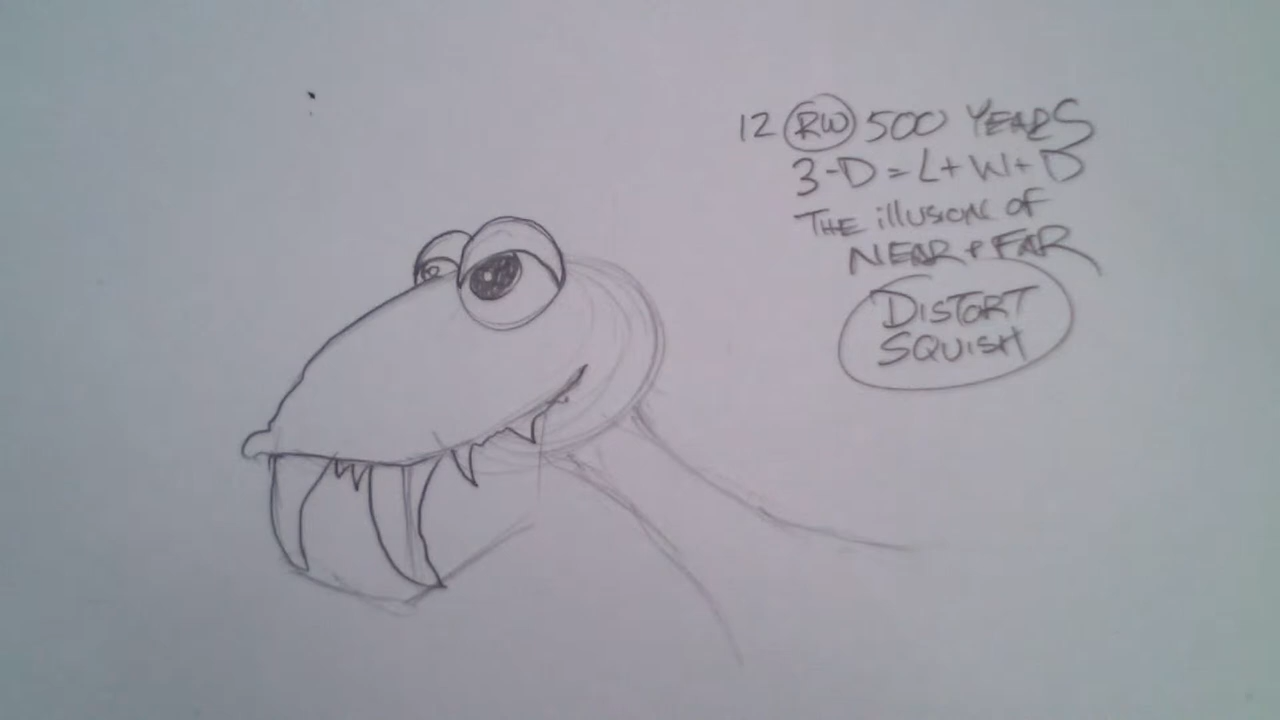 12 RW 500 YEARS
3-D = L + W + D
THE illUSION OF
NEAR + FAR
DISTORT
SQUISH